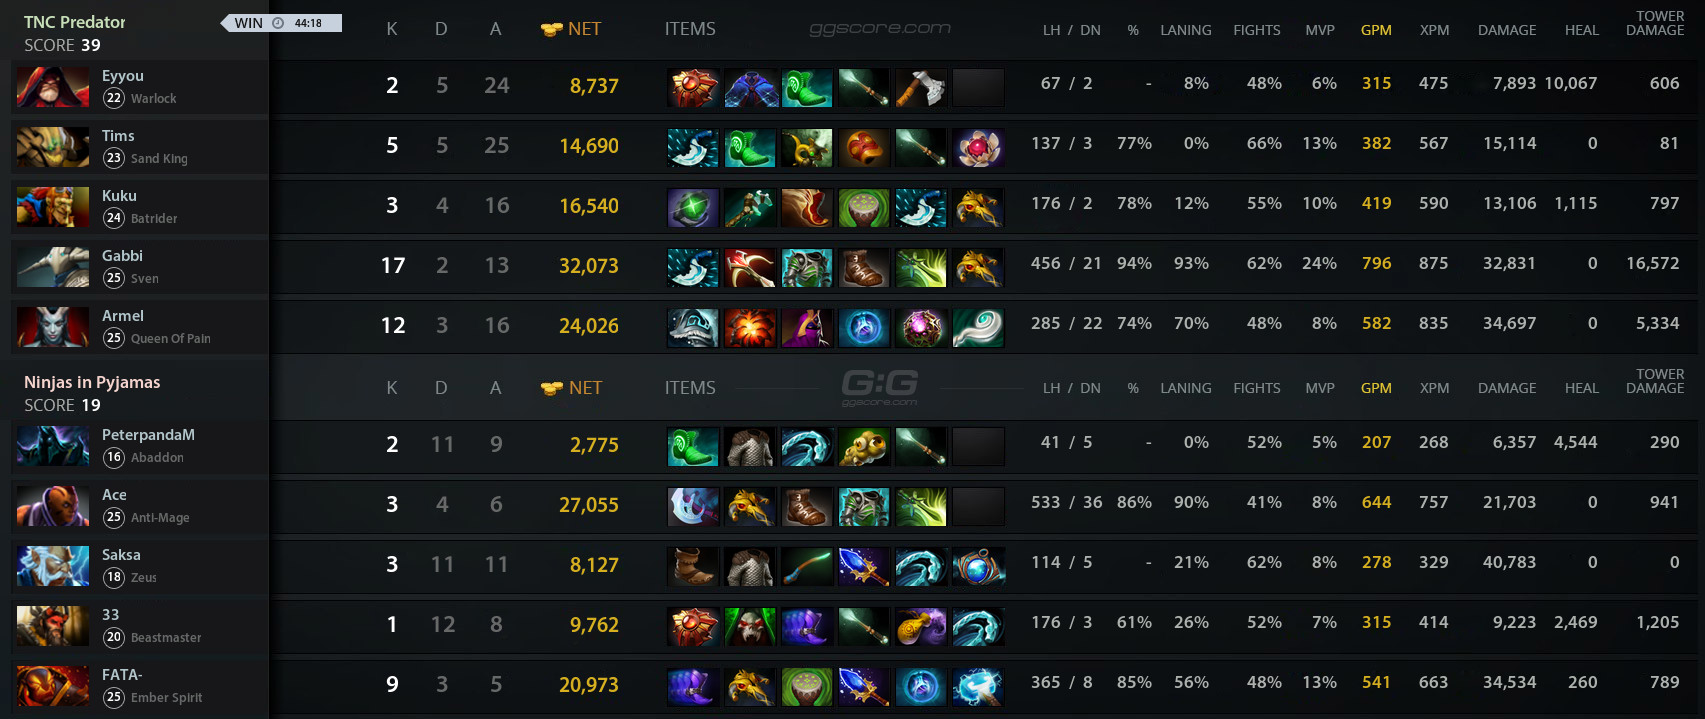 TNC Predator WIN 44:18
SCORE 39
K D A NET ITEMS ggscore.com LH / DN % LANING FIGHTS MVP GPM XPM DAMAGE HEAL TOWER DAMAGE
Eyyou
22 Warlock
2 5 24 8,737 67 / 2 - 8% 48% 6% 315 475 7,893 10,067 606
Tims
23 Sand King
5 5 25 14,690 137 / 3 77% 0% 66% 13% 382 567 15,114 0 81
Kuku
24 Batrider
3 4 16 16,540 176 / 2 78% 12% 55% 10% 419 590 13,106 1,115 797
Gabbi
25 Sven
17 2 13 32,073 456 / 21 94% 93% 62% 24% 796 875 32,831 0 16,572
Armel
25 Queen Of Pain
12 3 16 24,026 285 / 22 74% 70% 48% 8% 582 835 34,697 0 5,334
Ninjas in Pyjamas
SCORE 19
K D A NET ITEMS G:G ggscore.com LH / DN % LANING FIGHTS MVP GPM XPM DAMAGE HEAL TOWER DAMAGE
PeterpandaM
16 Abaddon
2 11 9 2,775 41 / 5 - 0% 52% 5% 207 268 6,357 4,544 290
Ace
25 Anti-Mage
3 4 6 27,055 533 / 36 86% 90% 41% 8% 644 757 21,703 0 941
Saksa
18 Zeus
3 11 11 8,127 114 / 5 - 21% 62% 8% 278 329 40,783 0 0
33
20 Beastmaster
1 12 8 9,762 176 / 3 61% 26% 52% 7% 315 414 9,223 2,469 1,205
FATA-
25 Ember Spirit
9 3 5 20,973 365 / 8 85% 56% 48% 13% 541 663 34,534 260 789